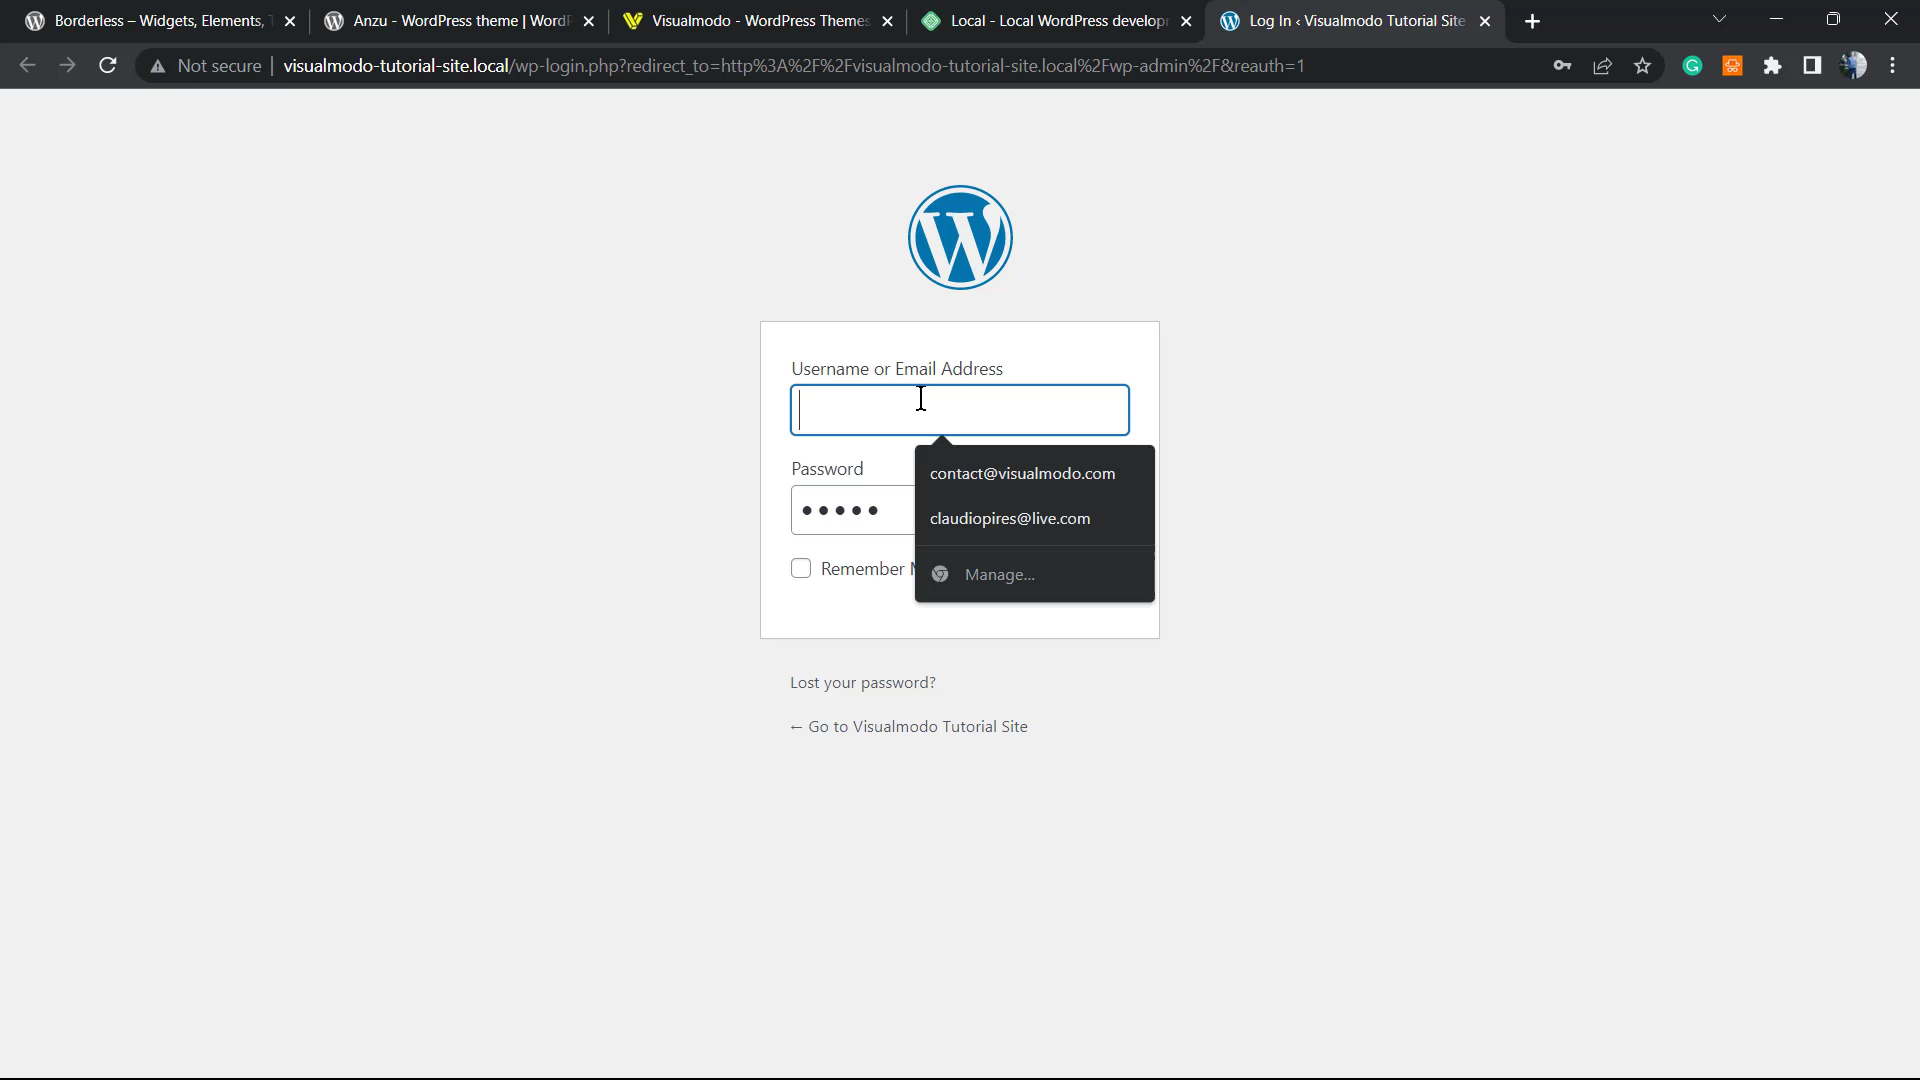 Borderless – Widgets, Elements,
Anzu - WordPress theme | Word
Visualmodo - WordPress Themes
Local - Local WordPress develop
Log In ‹ Visualmodo Tutorial Site
Not secure | visualmodo-tutorial-site.local/wp-login.php?redirect_to=http%3A%2F%2Fvisualmodo-tutorial-site.local%2Fwp-admin%2F&reauth=1
Username or Email Address
contact@visualmodo.com
Password
claudiopires@live.com
Remember
Manage...
Lost your password?
← Go to Visualmodo Tutorial Site